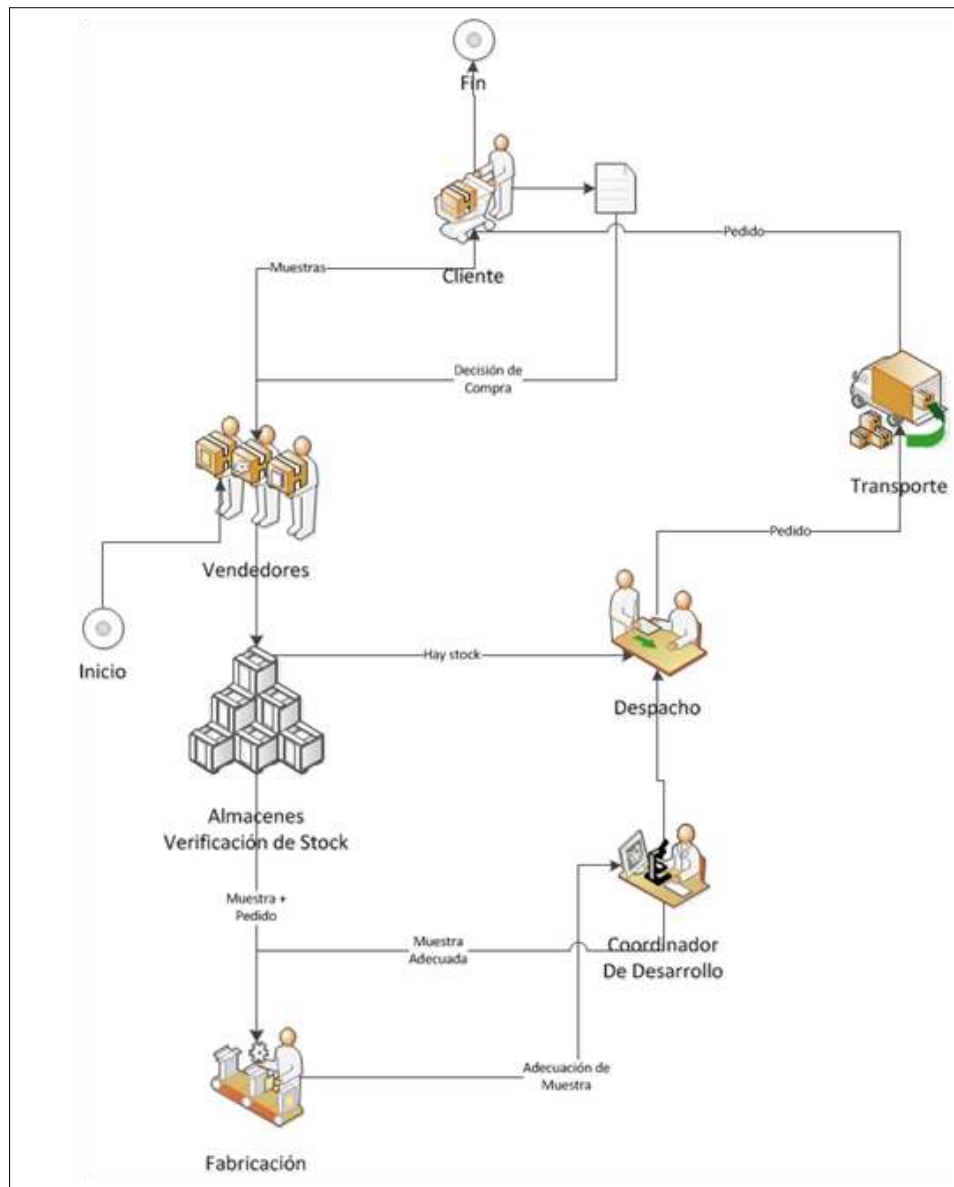 Fin
Cliente
Pedido
Muestras
Decisión de
Compra
Transporte
Vendedores
Pedido
Inicio
Hay stock
Despacho
Almacenes
Verificación de Stock
Muestra +
Pedido
Muestra
Adecuada
Coordinador
De Desarrollo
Adecuación de
Muestra
Fabricación